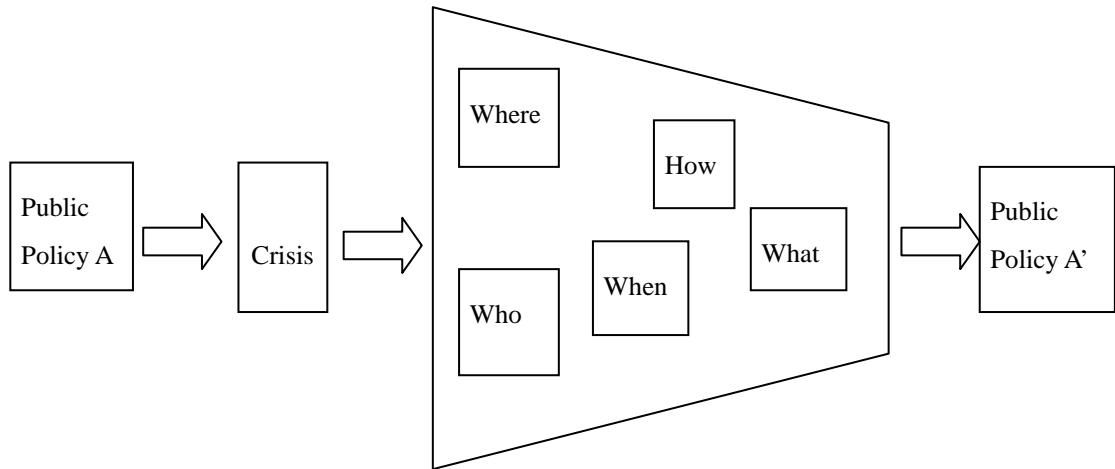 Public
Policy A
Crisis
Where
Who
How
When
What
Public
Policy A’